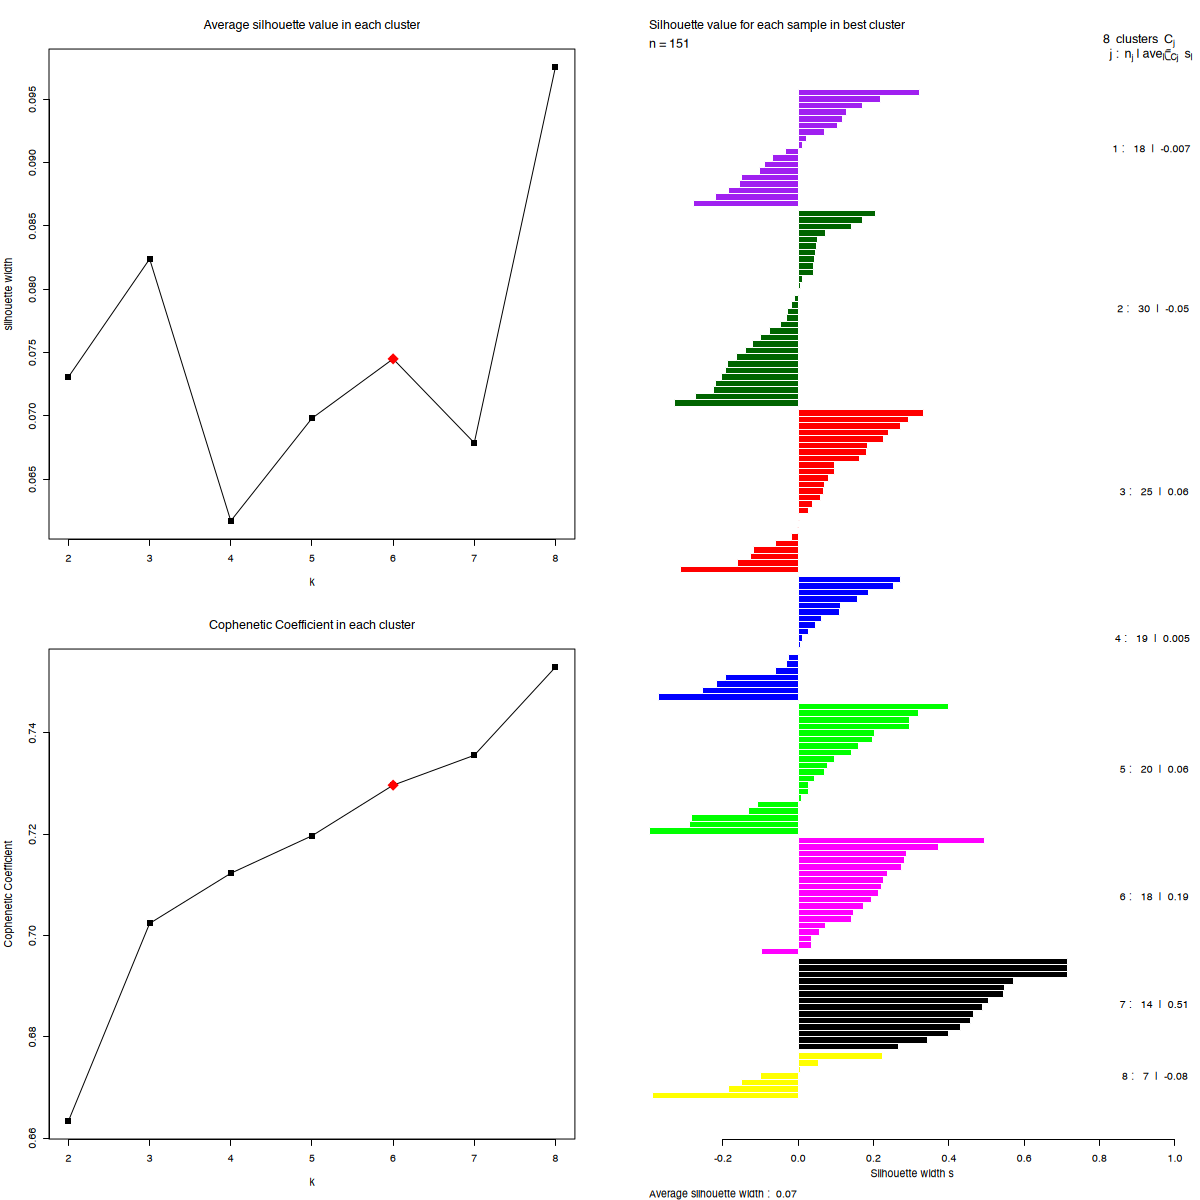 Average silhouette value in each cluster
silhouette width
0.095
0.090
0.085
0.080
0.075
0.070
0.065
2 3 4 5 6 7 8
k
Cophenetic Coefficient in each cluster
Cophenetic Coefficient
0.74
0.72
0.70
0.68
0.66
2 3 4 5 6 7 8
k
Silhouette value for each sample in best cluster
n = 151
8 clusters Cj
j : nj | avei∈Cj si
1 : 18 | -0.007
2 : 30 | -0.05
3 : 25 | 0.06
4 : 19 | 0.005
5 : 20 | 0.06
6 : 18 | 0.19
7 : 14 | 0.51
8 : 7 | -0.08
-0.2 0.0 0.2 0.4 0.6 0.8 1.0
Silhouette width s
Average silhouette width : 0.07